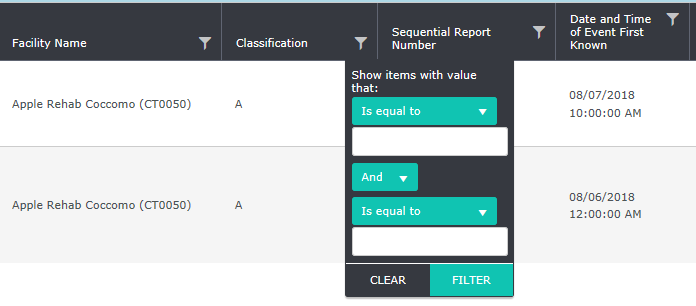 Facility Name
Classification
Sequential Report
Number
Date and Time
of Event First
Known
Show items with value
that:
Is equal to
And
Is equal to
CLEAR
FILTER
Apple Rehab Coccomo (CT0050)
A
08/07/2018
10:00:00 AM
Apple Rehab Coccomo (CT0050)
A
08/06/2018
12:00:00 AM